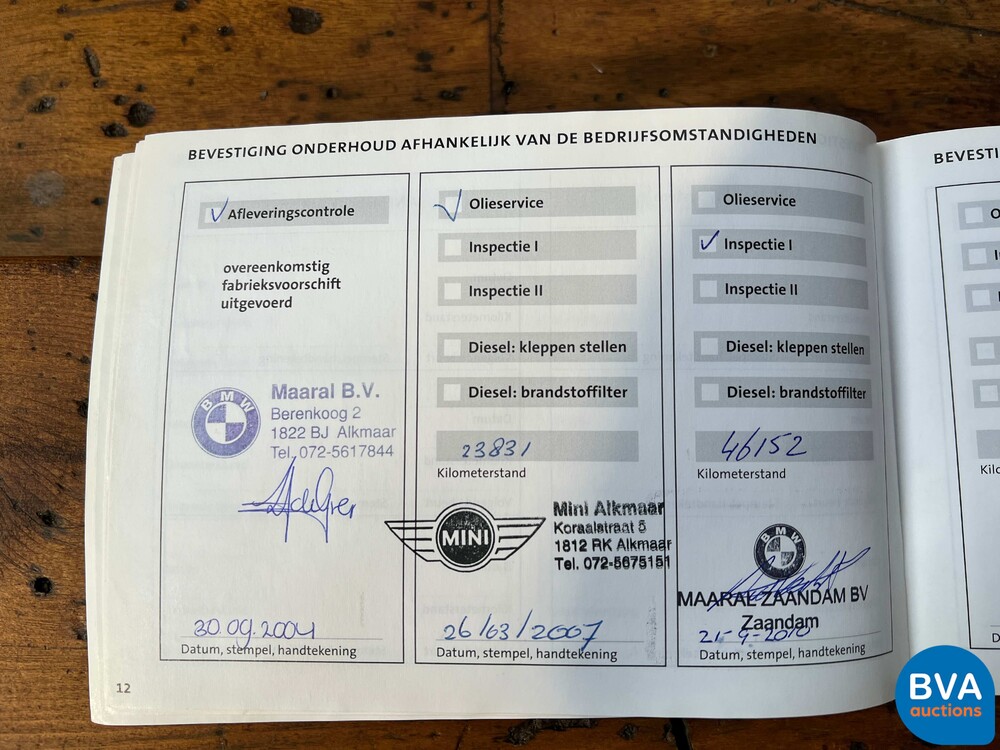 BEVESTIGING ONDERHOUD AFHANKELIJK VAN DE BEDRIJFSOMSTANDIGHEDEN
Afleveringscontrole
overeenkomstig
fabrieksvoorschift
uitgevoerd
BMW
Maaral B.V.
Berenkoog 2
1822 BJ Alkmaar
Tel. 072-5617844
30.09.2004
Datum, stempel, handtekening
12
Olieservice
Inspectie I
Inspectie II
Diesel: kleppen stellen
Diesel: brandstoffilter
23831
Kilometerstand
MINI
Mini Alkmaar
Koraalstraat 5
1812 RK Alkmaar
Tel. 072-5675151
26/03/2007
Datum, stempel, handtekening
Olieservice
Inspectie I
Inspectie II
Diesel: kleppen stellen
Diesel: brandstoffilter
46152
Kilometerstand
BMW
MAARAL ZAANDAM BV
Zaandam
21-9-2010
Datum, stempel, handtekening
BEVESTI
BVA
auctions